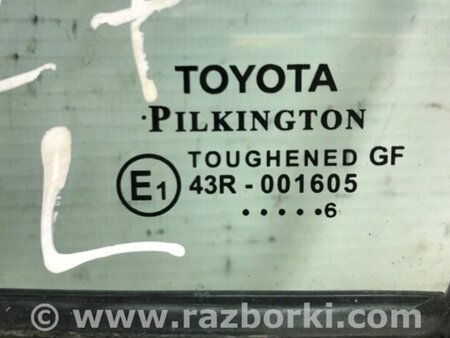 TOYOTA
PILKINGTON
TOUGHENED GF
E1 43R - 001605
.....6
L
© www.razborki.com